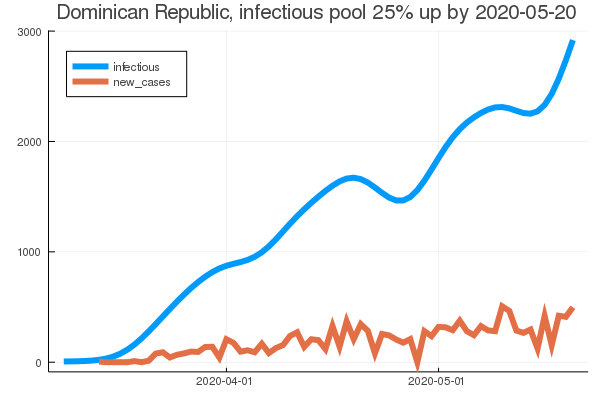 Dominican Republic, infectious pool 25% up by 2020-05-20
3000
infectious
new_cases
2000
1000
0
2020-04-01
2020-05-01